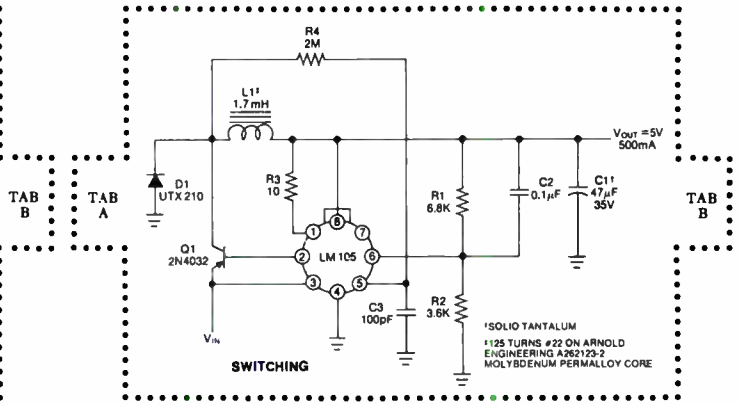 R4
2M
L1‡
1.7mH
VOUT = 5V
500mA
TAB
B
TAB
A
D1
UTX 210
R3
10
R1
6.8K
C2
0.1µF
C1†
47µF
35V
TAB
B
8
1
7
Q1
2N4032
2
LM105
6
3
5
4
C3
100pF
R2
3.6K
VIN
SWITCHING
†SOLID TANTALUM
‡125 TURNS #22 ON ARNOLD
ENGINEERING A262123-2
MOLYBDENUM PERMALLOY CORE